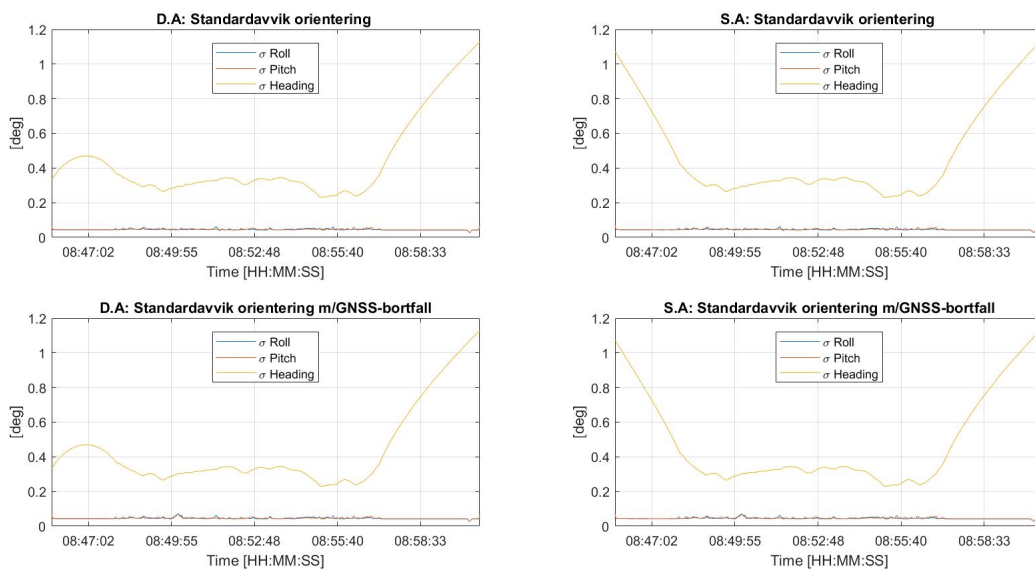 D.A: Standardavvik orientering
1.2
1
0.8
0.6
0.4
0.2
0
[deg]
σ Roll
σ Pitch
σ Heading
08:47:02 08:49:55 08:52:48 08:55:40 08:58:33
Time [HH:MM:SS]
S.A: Standardavvik orientering
1.2
1
0.8
0.6
0.4
0.2
0
[deg]
σ Roll
σ Pitch
σ Heading
08:47:02 08:49:55 08:52:48 08:55:40 08:58:33
Time [HH:MM:SS]
D.A: Standardavvik orientering m/GNSS-bortfall
1.2
1
0.8
0.6
0.4
0.2
0
[deg]
σ Roll
σ Pitch
σ Heading
08:47:02 08:49:55 08:52:48 08:55:40 08:58:33
Time [HH:MM:SS]
S.A: Standardavvik orientering m/GNSS-bortfall
1.2
1
0.8
0.6
0.4
0.2
0
[deg]
σ Roll
σ Pitch
σ Heading
08:47:02 08:49:55 08:52:48 08:55:40 08:58:33
Time [HH:MM:SS]